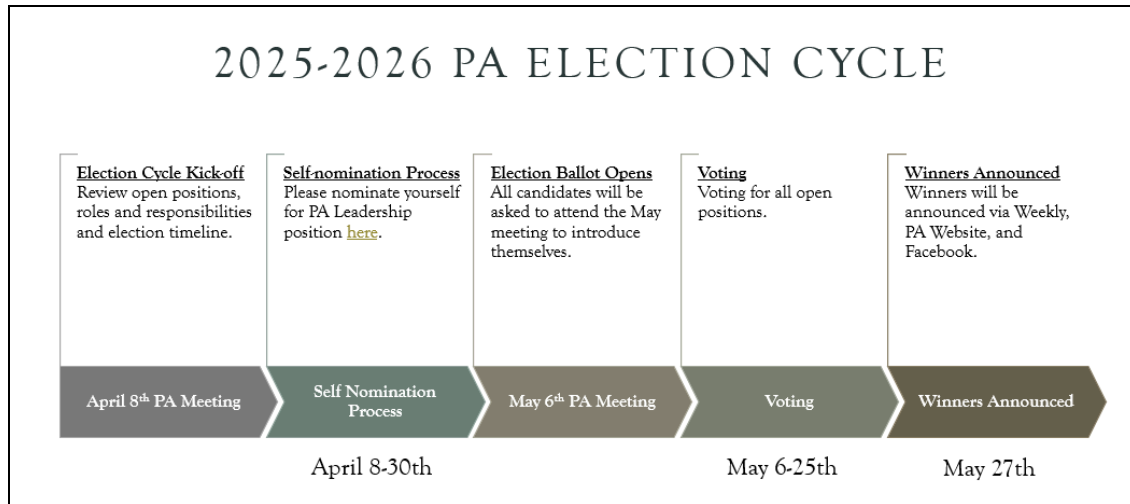 2025-2026 PA ELECTION CYCLE
Election Cycle Kick-off
Review open positions,
roles and responsibilities
and election timeline.
Self-nomination Process
Please nominate yourself
for PA Leadership
position here.
Election Ballot Opens
All candidates will be
asked to attend the May
meeting to introduce
themselves.
Voting
Voting for all open
positions.
Winners Announced
Winners will be
announced via Weekly,
PA Website, and
Facebook.
April 8th PA Meeting
Self Nomination
Process
May 6th PA Meeting
Voting
Winners Announced
April 8-30th
May 6-25th
May 27th